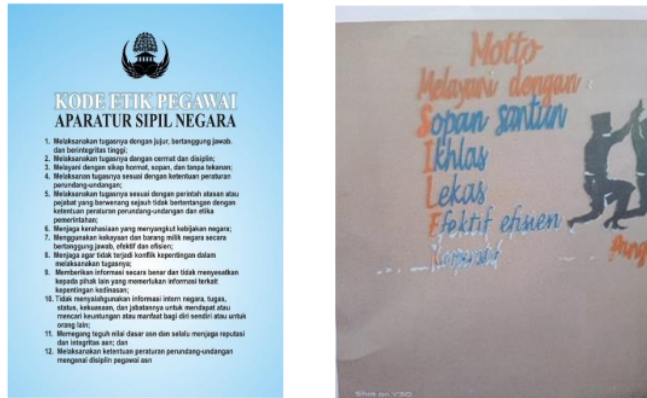 KODE ETIK PEGAWAI
APARATUR SIPIL NEGARA
1. Melaksanakan tugasnya dengan jujur, bertanggung jawab,
dan berintegritas tinggi;
2. Melaksanakan tugasnya dangan cermat dan disiplin;
3. Melayani dengan sikap hormat, sopan, dan tanpa tekanan;
4. Melaksanan tugasnya sesuai dengan ketentuan peraturan
perundang-undangan;
5. Melaksanakan tugasnya sesuai dengan perintah atasan atau
pejabat yang berwenang sejauh tidak bertentangan dengan
ketentuan peraturan perundang-undangan dan etika
pemerintahan;
6. Menjaga kerahasiaan yang menyangkut kebijakan negara;
7. Menggunakan kekayaan dan barang milik negara secara
bertanggung jawab, efektif dan efisien;
8. Menjaga agar tidak terjadi konflik kepentingan dalam
melaksanakan tugasnya;
9. Memberikan informasi secara benar dan tidak menyesatkan
kepada pihak lain yang memerlukan informasi terkait
kepentingan kedinasan;
10. Tidak menyalahgunakan informasi intern negara, tugas,
status, kekuasaan, dan jabatannya untuk mendapat atau
mencari keuntungan atau manfaat bagi diri sendiri atau untuk
orang lain;
11. Memegang teguh nilai dasar asn dan selalu menjaga reputasi
dan integritas asn; dan
12. Melaksanakan ketentuan peraturan perundang-undangan
mengenai disiplin pegawai asn
Motto
Melayani dengan :
Sopan santun
Ikhlas
Lekas
Efektif efisien
Shot on Y30